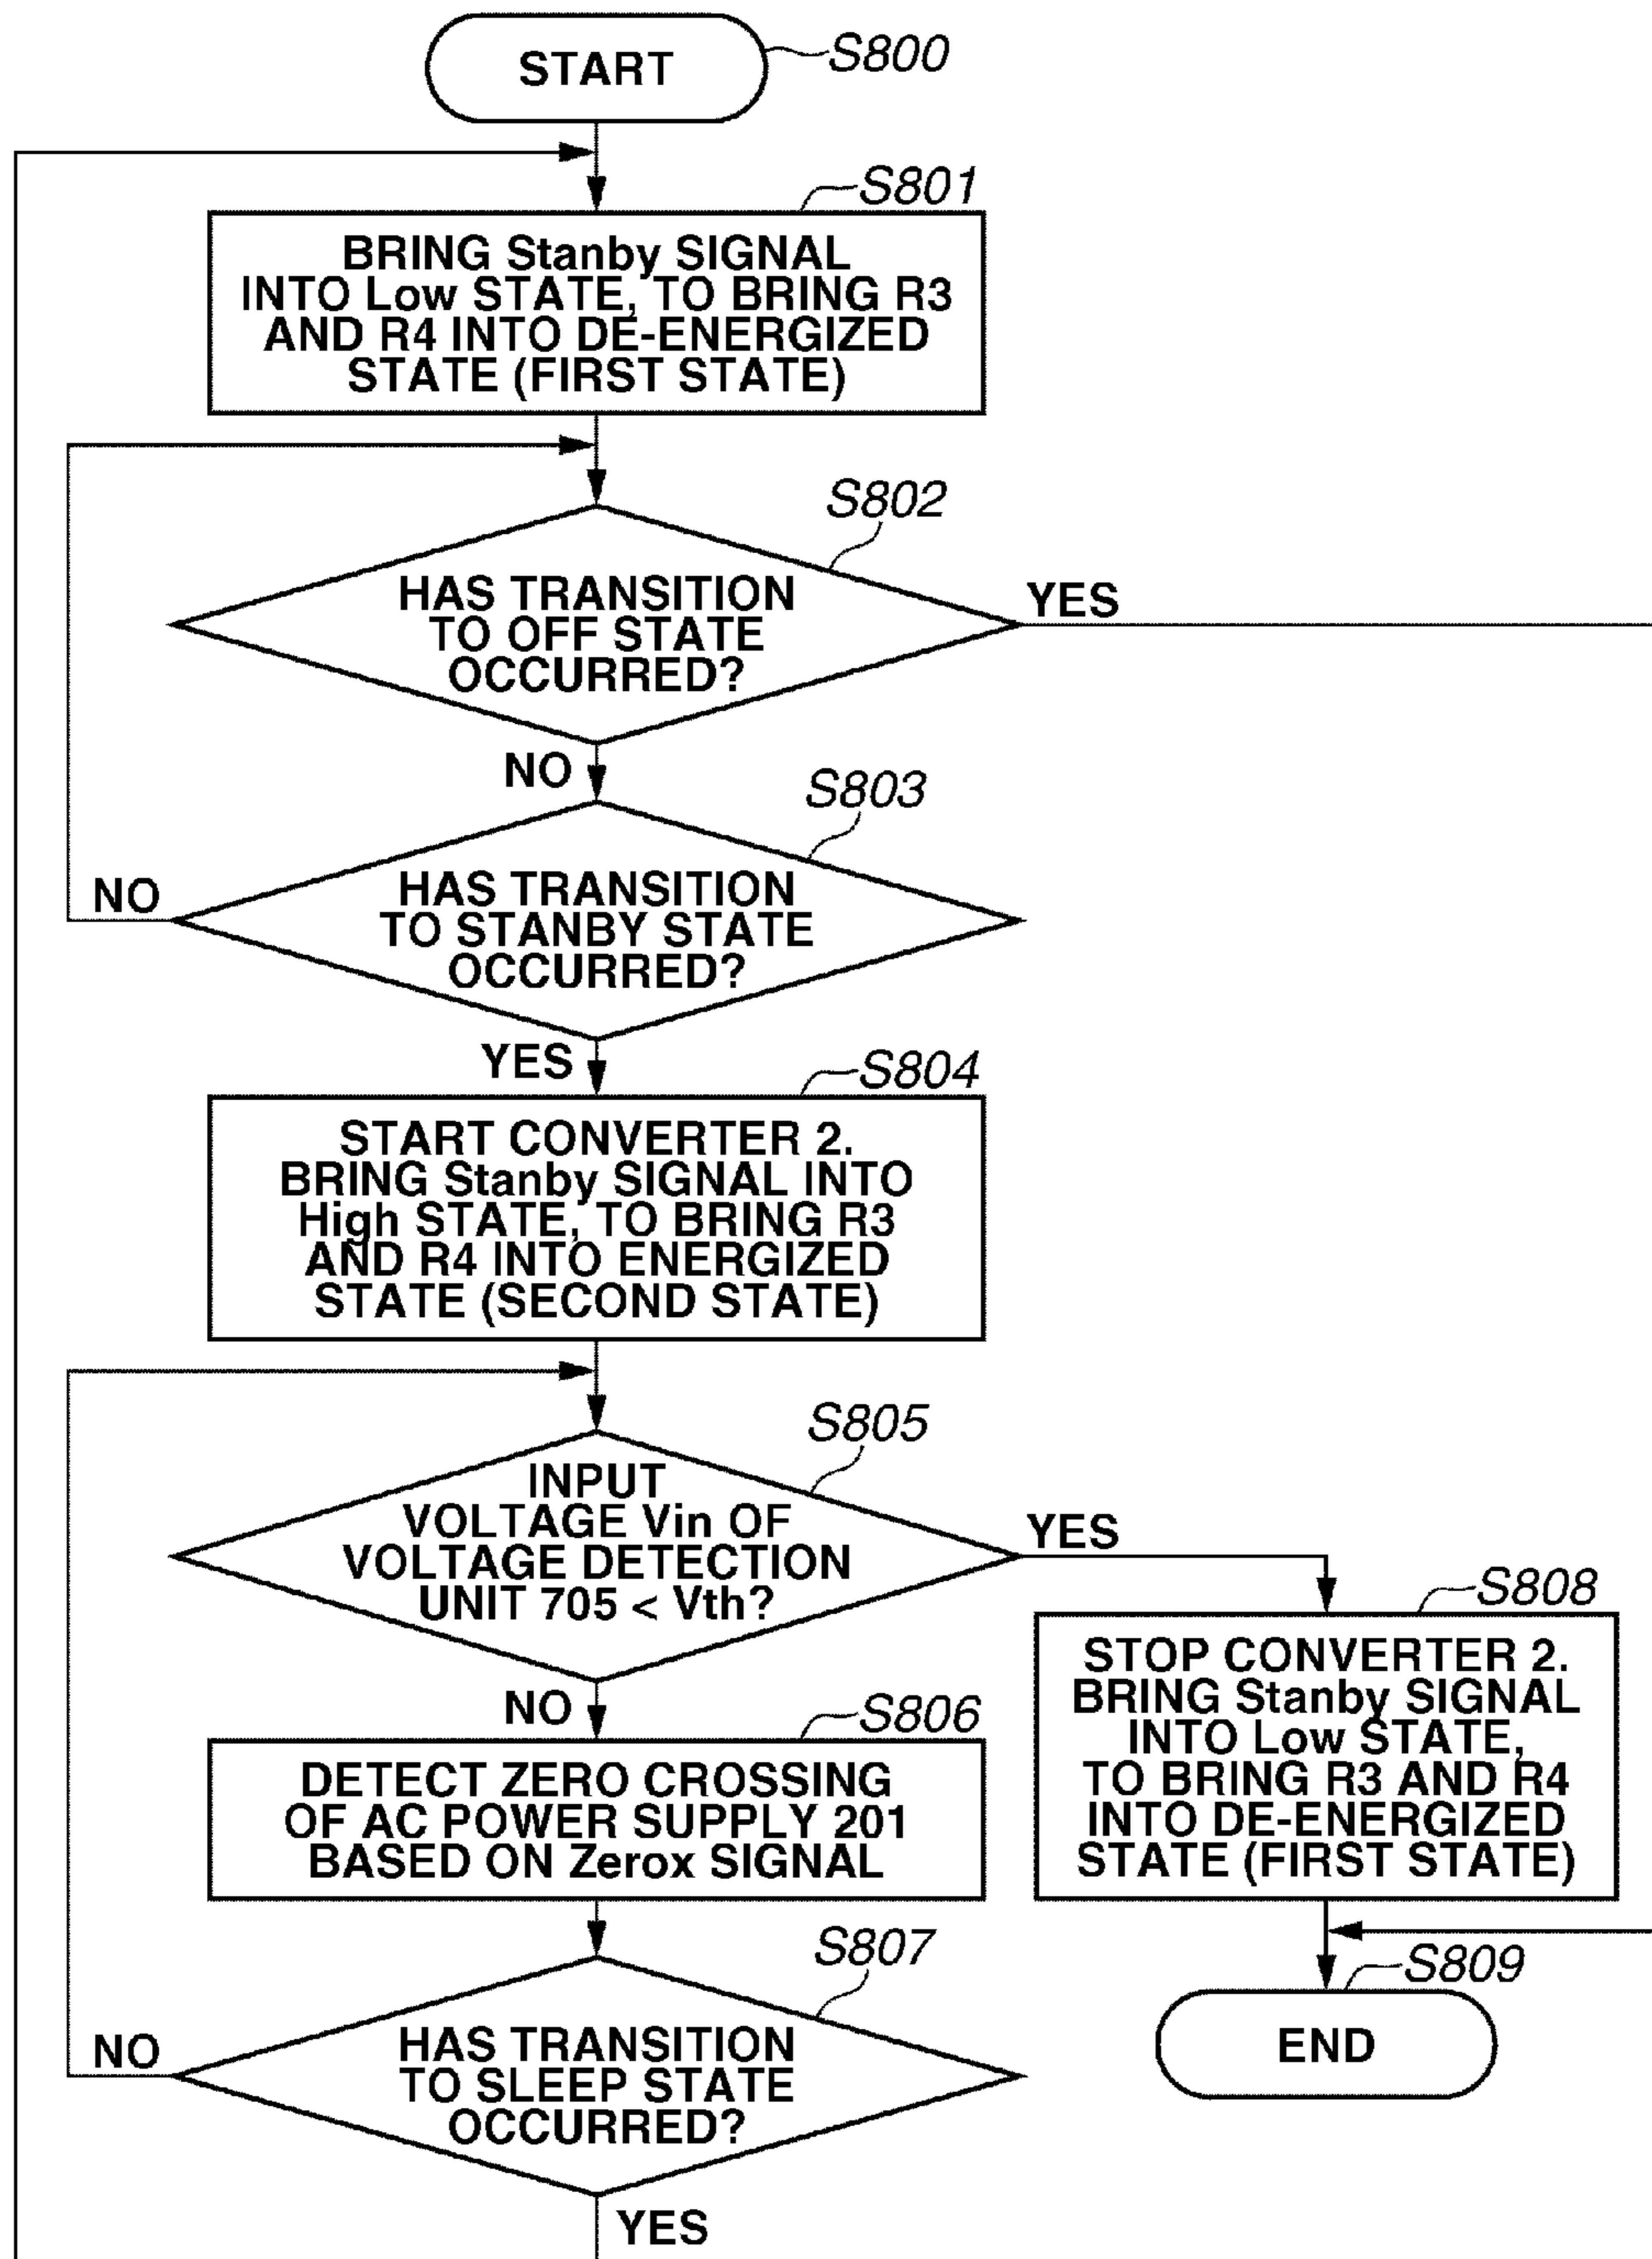 START
S800
S801
BRING Stanby SIGNAL
INTO Low STATE, TO BRING R3
AND R4 INTO DE-ENERGIZED
STATE (FIRST STATE)
S802
HAS TRANSITION
TO OFF STATE
OCCURRED?
YES
NO
S803
HAS TRANSITION
TO STANBY STATE
OCCURRED?
NO
YES
S804
START CONVERTER 2.
BRING Stanby SIGNAL INTO
High STATE, TO BRING R3
AND R4 INTO ENERGIZED
STATE (SECOND STATE)
S805
INPUT
VOLTAGE Vin OF
VOLTAGE DETECTION
UNIT 705 < Vth?
YES
NO
S808
STOP CONVERTER 2.
BRING Stanby SIGNAL
INTO Low STATE,
TO BRING R3 AND R4
INTO DE-ENERGIZED
STATE (FIRST STATE)
S806
DETECT ZERO CROSSING
OF AC POWER SUPPLY 201
BASED ON Zerox SIGNAL
S807
HAS TRANSITION
TO SLEEP STATE
OCCURRED?
NO
YES
S809
END